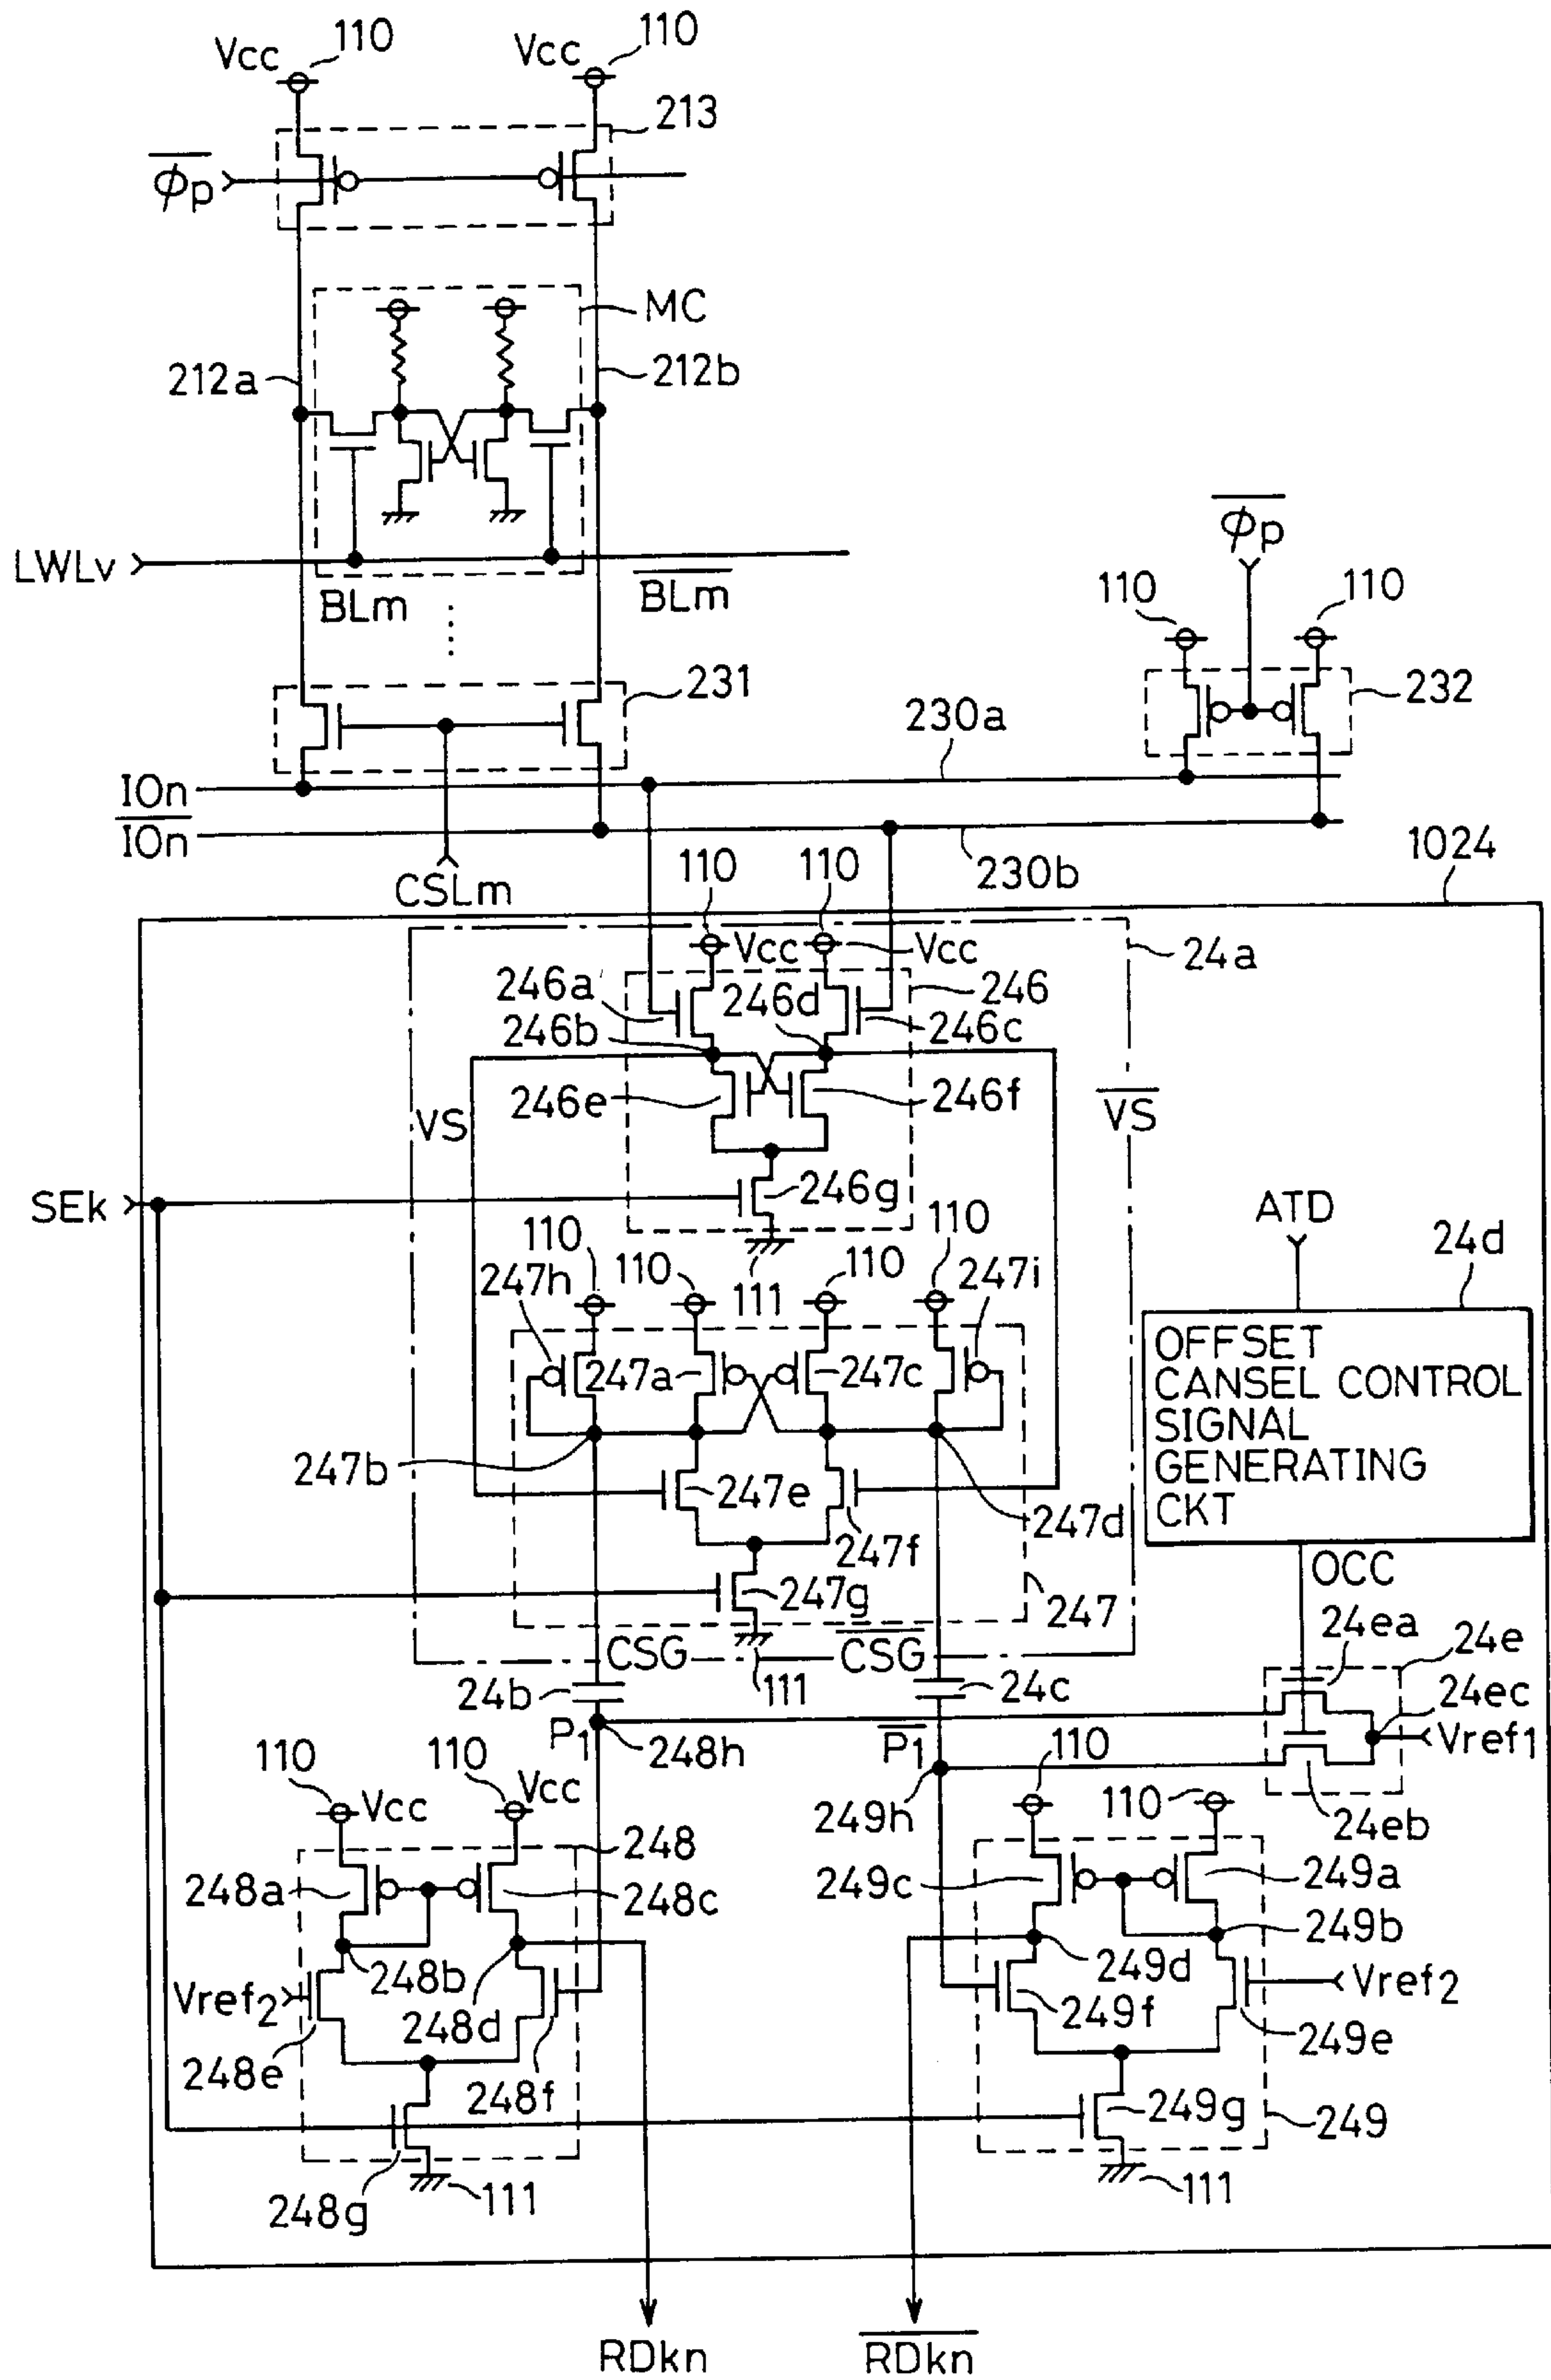 Vcc 110 Vcc 110
213
φp
MC
212a 212b
LWLv
BLm BLm
φp
110 110
231 232
230a
IOn
IOn
230b
CSLm
1024
110 110
Vcc Vcc
24a
246a 246d 246
246b 246c
246e 246f
VS VS
SEk
246g
ATD
24d
110 110 110 110
247h 111 247i
OFFSET
CANSEL CONTROL
SIGNAL
GENERATING
CKT
247a 247c
247b 247e 247d
247f
OCC
247g 247
24ea 24e
CSG CSG
111
24b 24c 24ec
P1 248h P1 Vref1
110 110 110 110
Vcc Vcc
249h 24eb
248
248a 248c 249c 249a
249b
248b 249d
Vref2 248d 249f Vref2
248e 248f 249e
249g 249
248g 111 111
RDkn RDkn